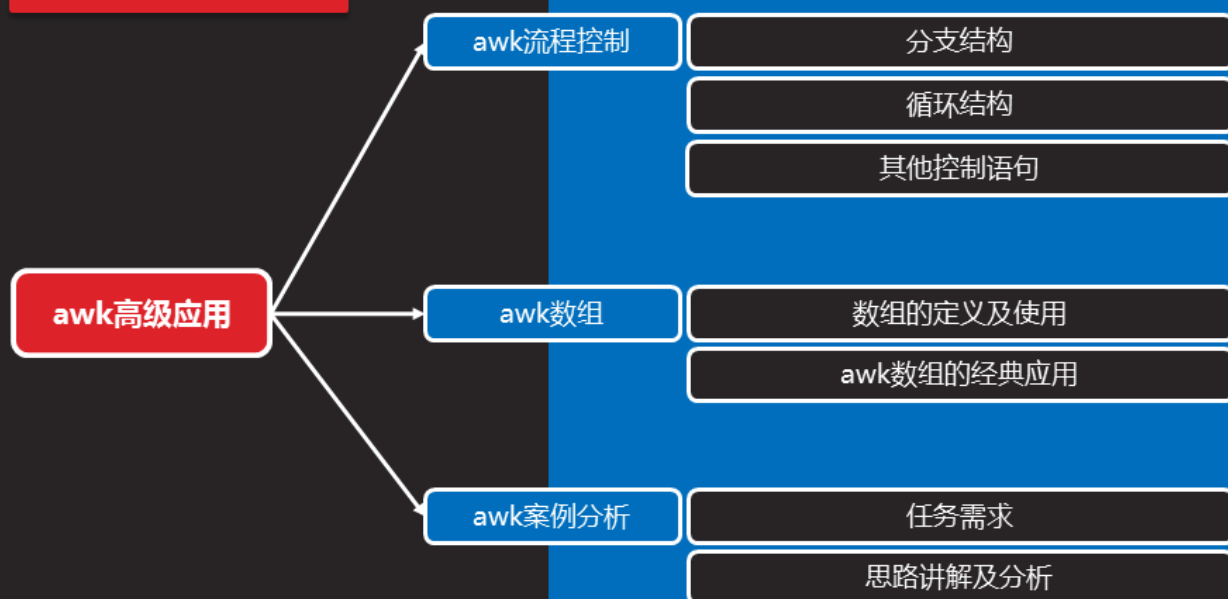 awk流程控制
分支结构
循环结构
其他控制语句
awk高级应用
awk数组
数组的定义及使用
awk数组的经典应用
awk案例分析
任务需求
思路讲解及分析